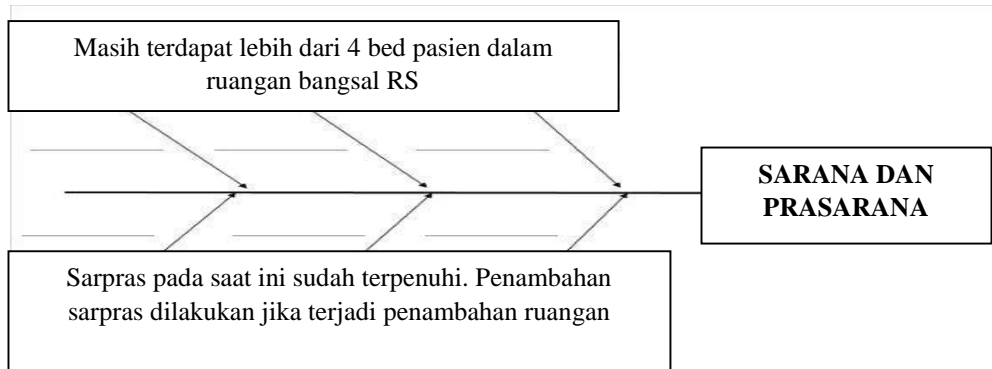 Masih terdapat lebih dari 4 bed pasien dalam
ruangan bangsal RS
SARANA DAN
PRASARANA
Sarpras pada saat ini sudah terpenuhi. Penambahan
sarpras dilakukan jika terjadi penambahan ruangan